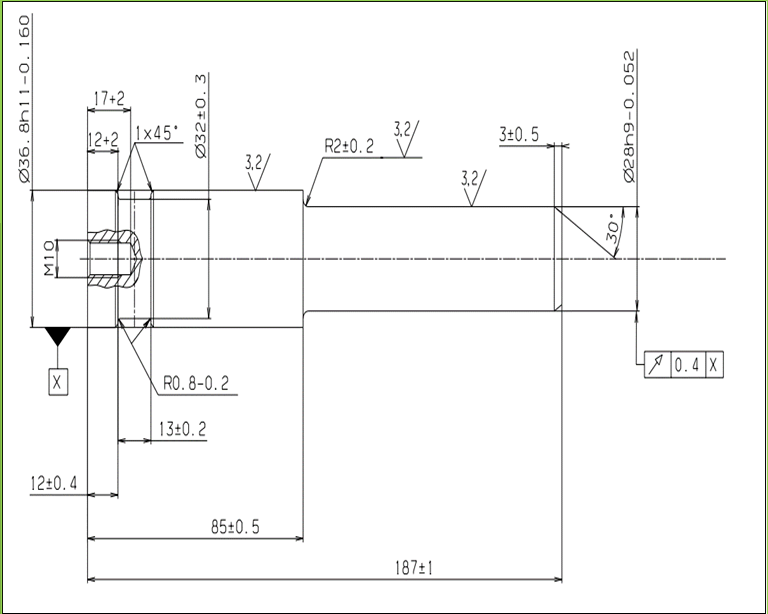 Ø36.8h11-0.160
17+2
12+2
1x45°
Ø32±0.3
3,2
R2±0.2
3,2
3,2
3±0.5
Ø28h9-0.052
30°
M10
X
0.4
X
R0.8-0.2
13±0.2
12±0.4
85±0.5
187±1